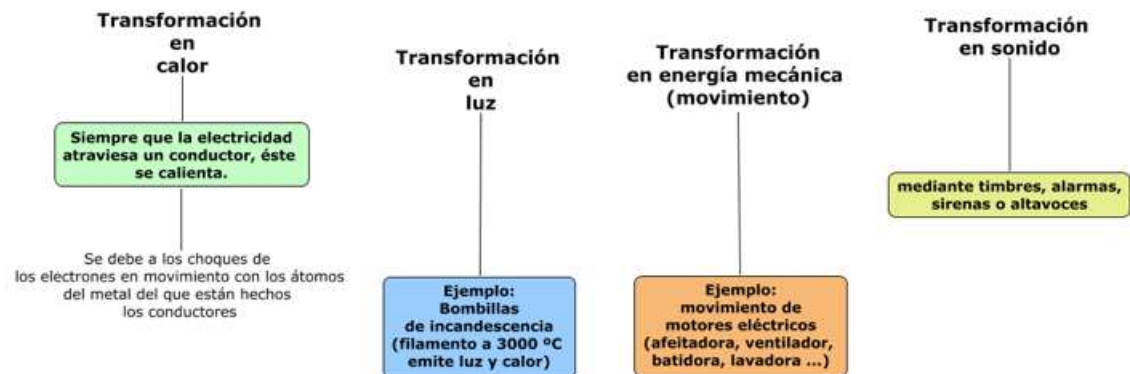 Transformación
en
calor
Siempre que la electricidad
atraviesa un conductor, éste
se calienta.
Se debe a los choques de
los electrones en movimiento con los átomos
del metal del que están hechos
los conductores
Transformación
en
luz
Ejemplo:
Bombillas
de incandescencia
(filamento a 3000 ºC
emite luz y calor)
Transformación
en energía mecánica
(movimiento)
Ejemplo:
movimiento de
motores eléctricos
(afeitadora, ventilador,
batidora, lavadora ...)
Transformación
en sonido
mediante timbres, alarmas,
sirenas o altavoces